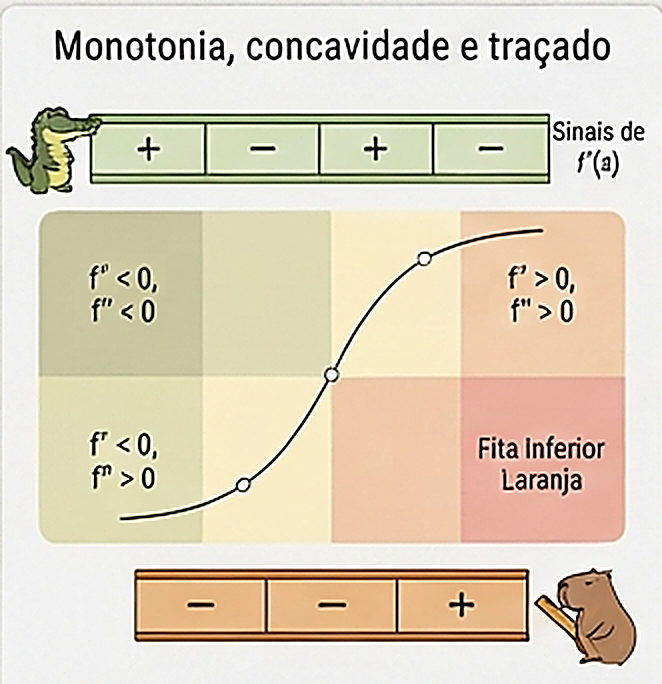 Monotonia, concavidade e traçado
+ − + −
Sinais de
f'(a)
f' < 0,
f'' < 0
f' > 0,
f'' > 0
f' < 0,
f'' > 0
Fita Inferior
Laranja
− − +